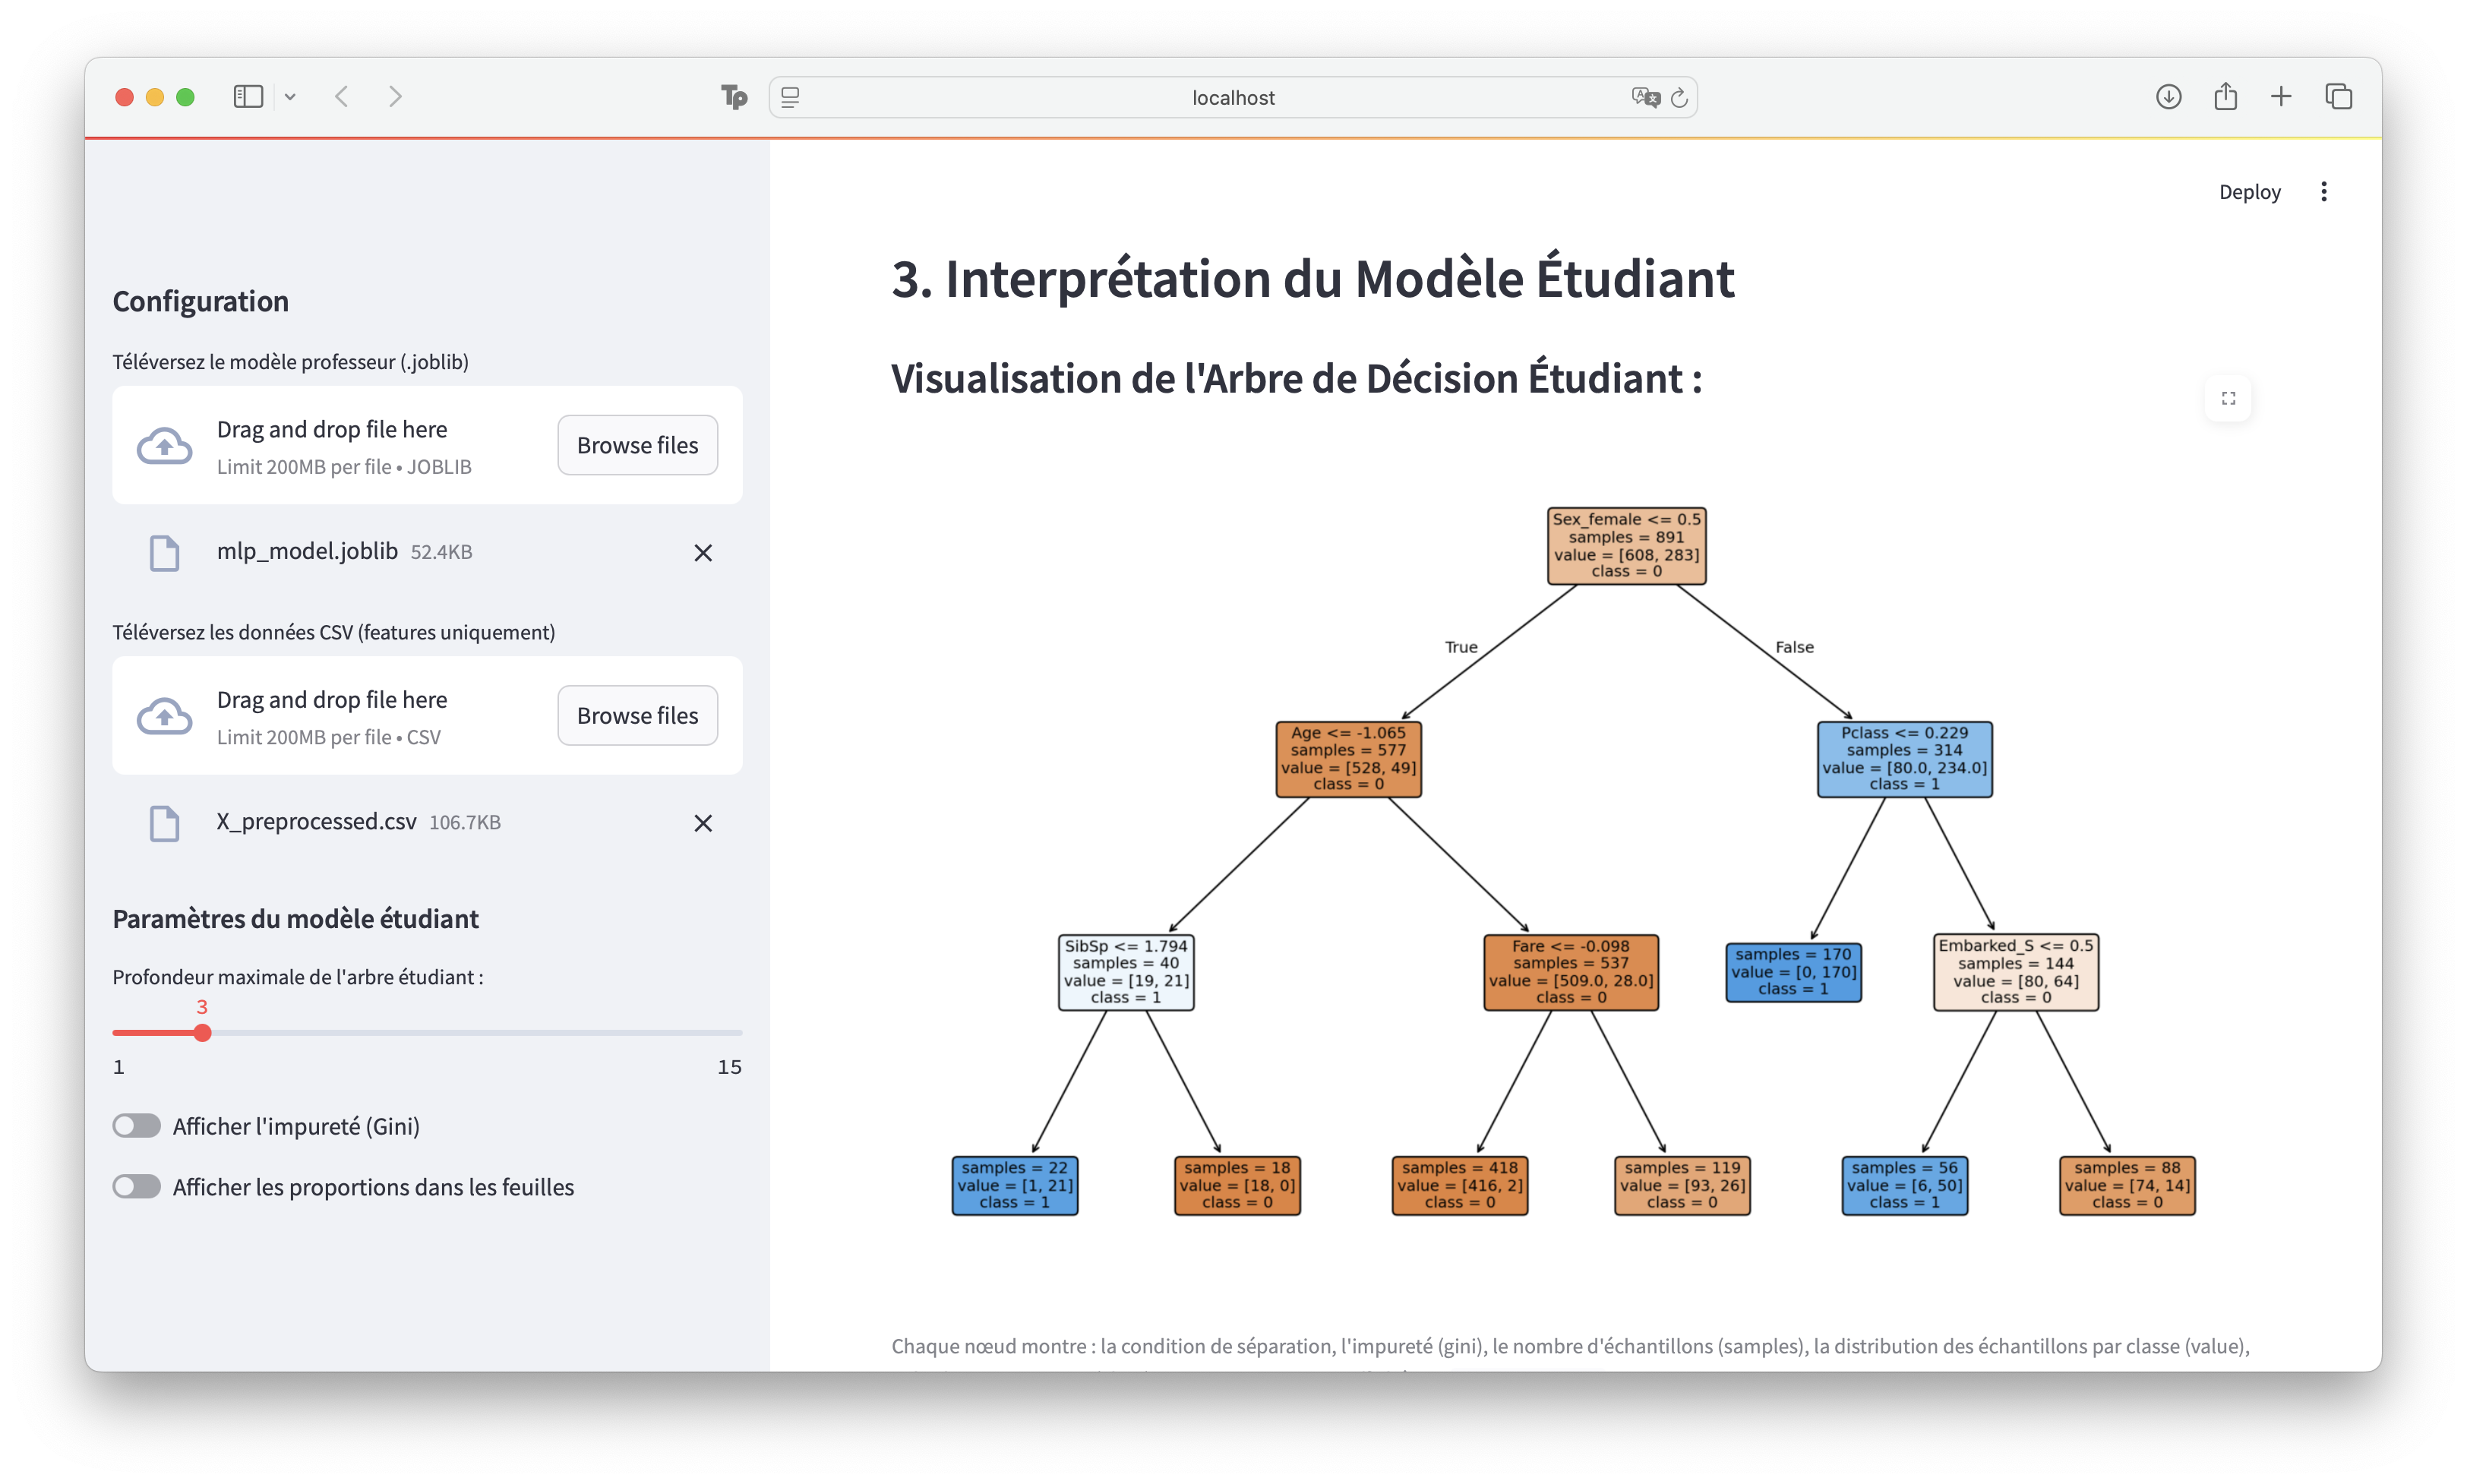 Tp
localhost
Deploy
Configuration
Téléversez le modèle professeur (.joblib)
Drag and drop file here
Limit 200MB per file • JOBLIB
Browse files
mlp_model.joblib 52.4KB
Téléversez les données CSV (features uniquement)
Drag and drop file here
Limit 200MB per file • CSV
Browse files
X_preprocessed.csv 106.7KB
Paramètres du modèle étudiant
Profondeur maximale de l'arbre étudiant :
3
1
15
Afficher l'impureté (Gini)
Afficher les proportions dans les feuilles
3. Interprétation du Modèle Étudiant
Visualisation de l'Arbre de Décision Étudiant :
Sex_female <= 0.5
samples = 891
value = [608, 283]
class = 0
True
False
Age <= -1.065
samples = 577
value = [528, 49]
class = 0
Pclass <= 0.229
samples = 314
value = [80.0, 234.0]
class = 1
SibSp <= 1.794
samples = 40
value = [19, 21]
class = 1
Fare <= -0.098
samples = 537
value = [509.0, 28.0]
class = 0
samples = 170
value = [0, 170]
class = 1
Embarked_S <= 0.5
samples = 144
value = [80, 64]
class = 0
samples = 22
value = [1, 21]
class = 1
samples = 18
value = [18, 0]
class = 0
samples = 418
value = [416, 2]
class = 0
samples = 119
value = [93, 26]
class = 0
samples = 56
value = [6, 50]
class = 1
samples = 88
value = [74, 14]
class = 0
Chaque nœud montre : la condition de séparation, l'impureté (gini), le nombre d'échantillons (samples), la distribution des échantillons par classe (value),